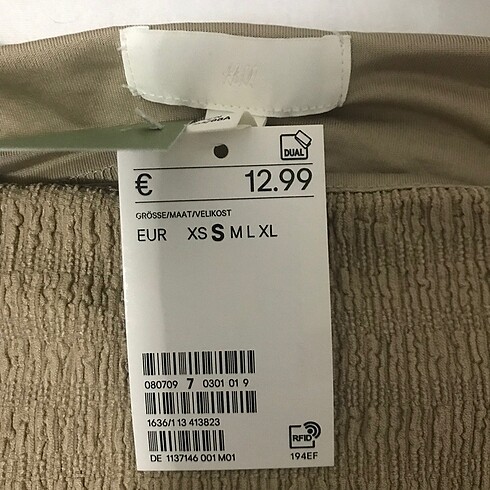 H&M
DUAL
€ 12.99
GRÖSSE/MAAT/VELIKOST
EUR XS S M L XL
080709 7 0301 01 9
1636/1 13 413823
RFID
DE 1137146 001 M01
194EF